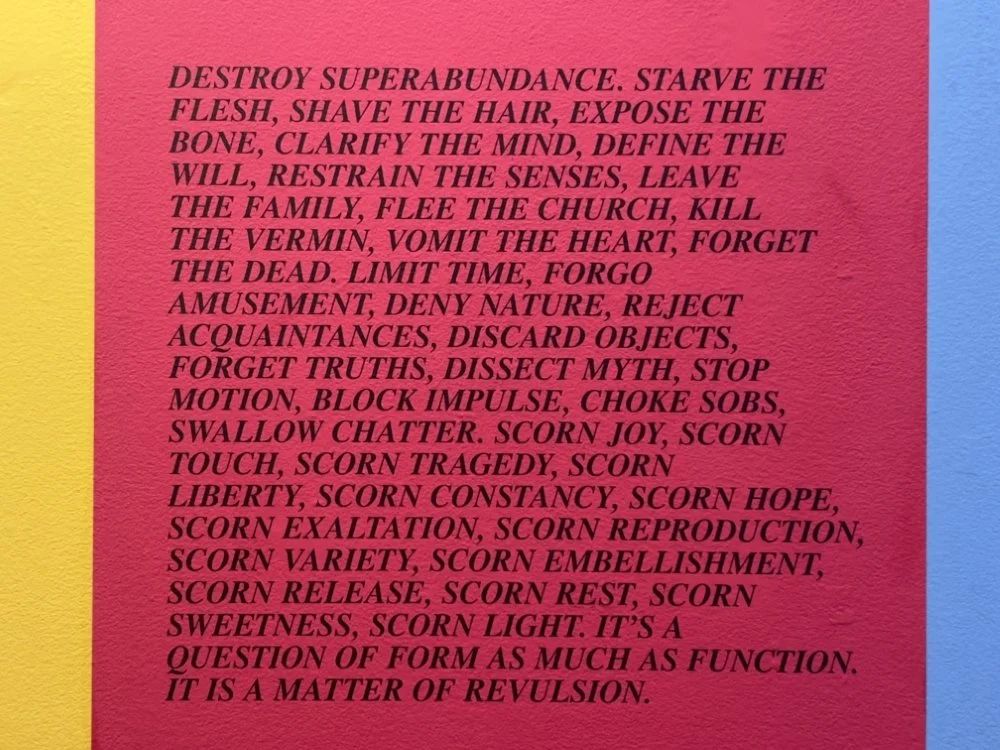 DESTROY SUPERABUNDANCE. STARVE THE
FLESH, SHAVE THE HAIR, EXPOSE THE
BONE, CLARIFY THE MIND, DEFINE THE
WILL, RESTRAIN THE SENSES, LEAVE
THE FAMILY, FLEE THE CHURCH, KILL
THE VERMIN, VOMIT THE HEART, FORGET
THE DEAD. LIMIT TIME, FORGO
AMUSEMENT, DENY NATURE, REJECT
ACQUAINTANCES, DISCARD OBJECTS,
FORGET TRUTHS, DISSECT MYTH, STOP
MOTION, BLOCK IMPULSE, CHOKE SOBS,
SWALLOW CHATTER. SCORN JOY, SCORN
TOUCH, SCORN TRAGEDY, SCORN
LIBERTY, SCORN CONSTANCY, SCORN HOPE,
SCORN EXALTATION, SCORN REPRODUCTION,
SCORN VARIETY, SCORN EMBELLISHMENT,
SCORN RELEASE, SCORN REST, SCORN
SWEETNESS, SCORN LIGHT. IT'S A
QUESTION OF FORM AS MUCH AS FUNCTION.
IT IS A MATTER OF REVULSION.